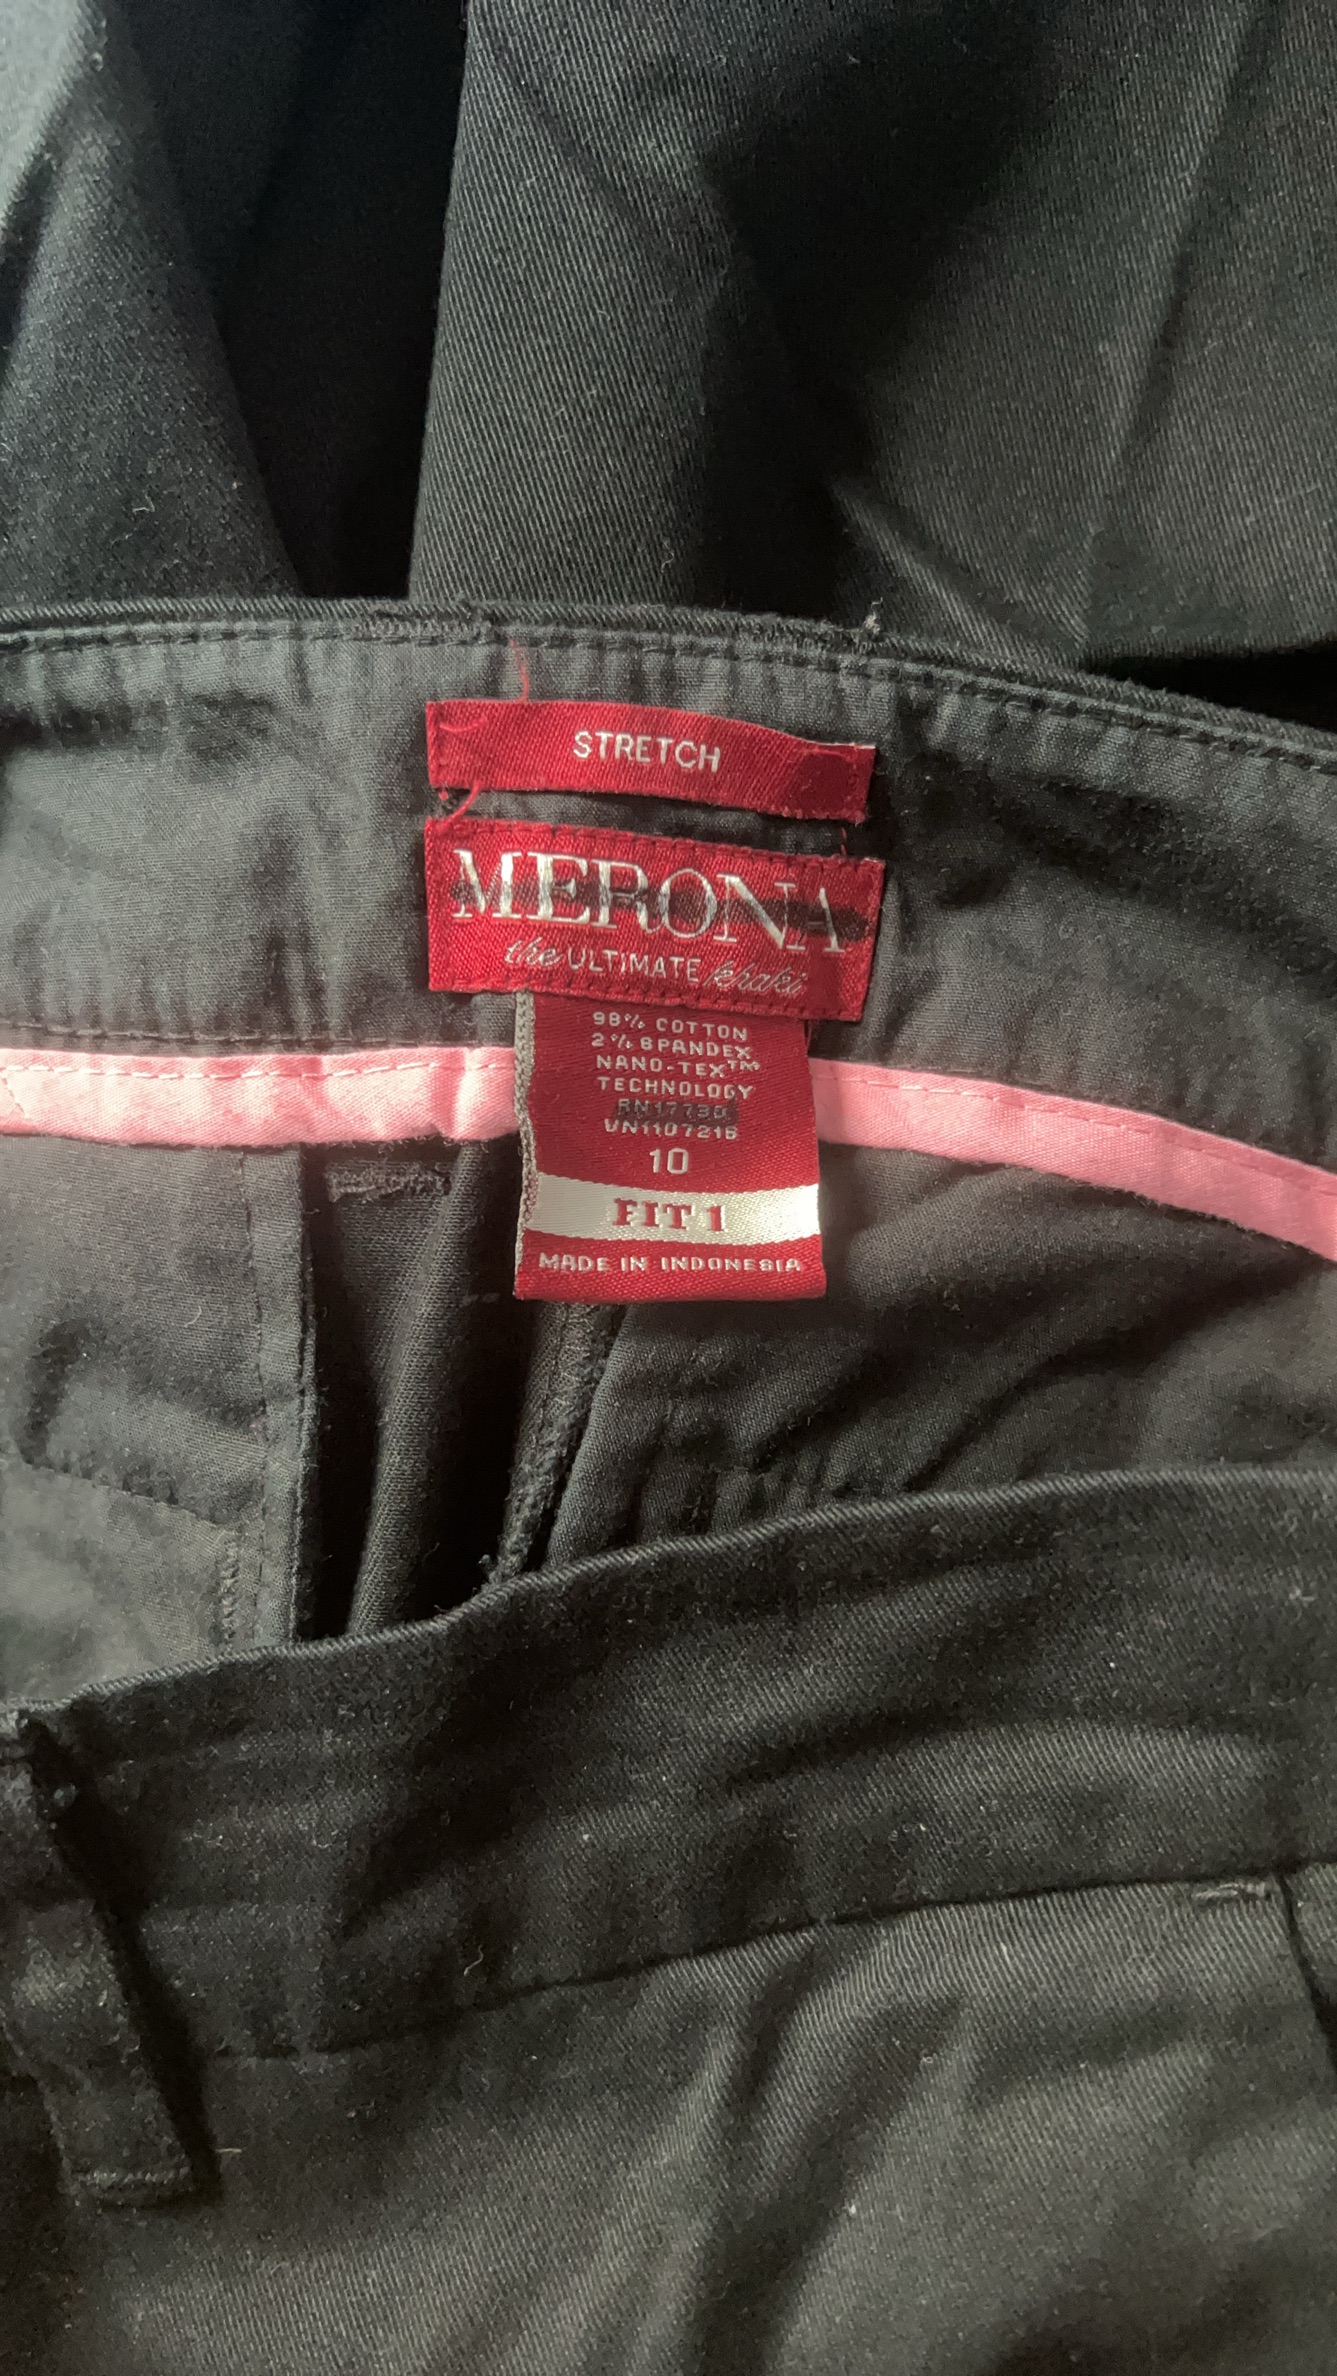 STRETCH
MERONA
the ULTIMATE khaki
98% COTTON
2% SPANDEX
NANO-TEX™
TECHNOLOGY
RN17730
VN1107216
10
FIT 1
MADE IN INDONESIA